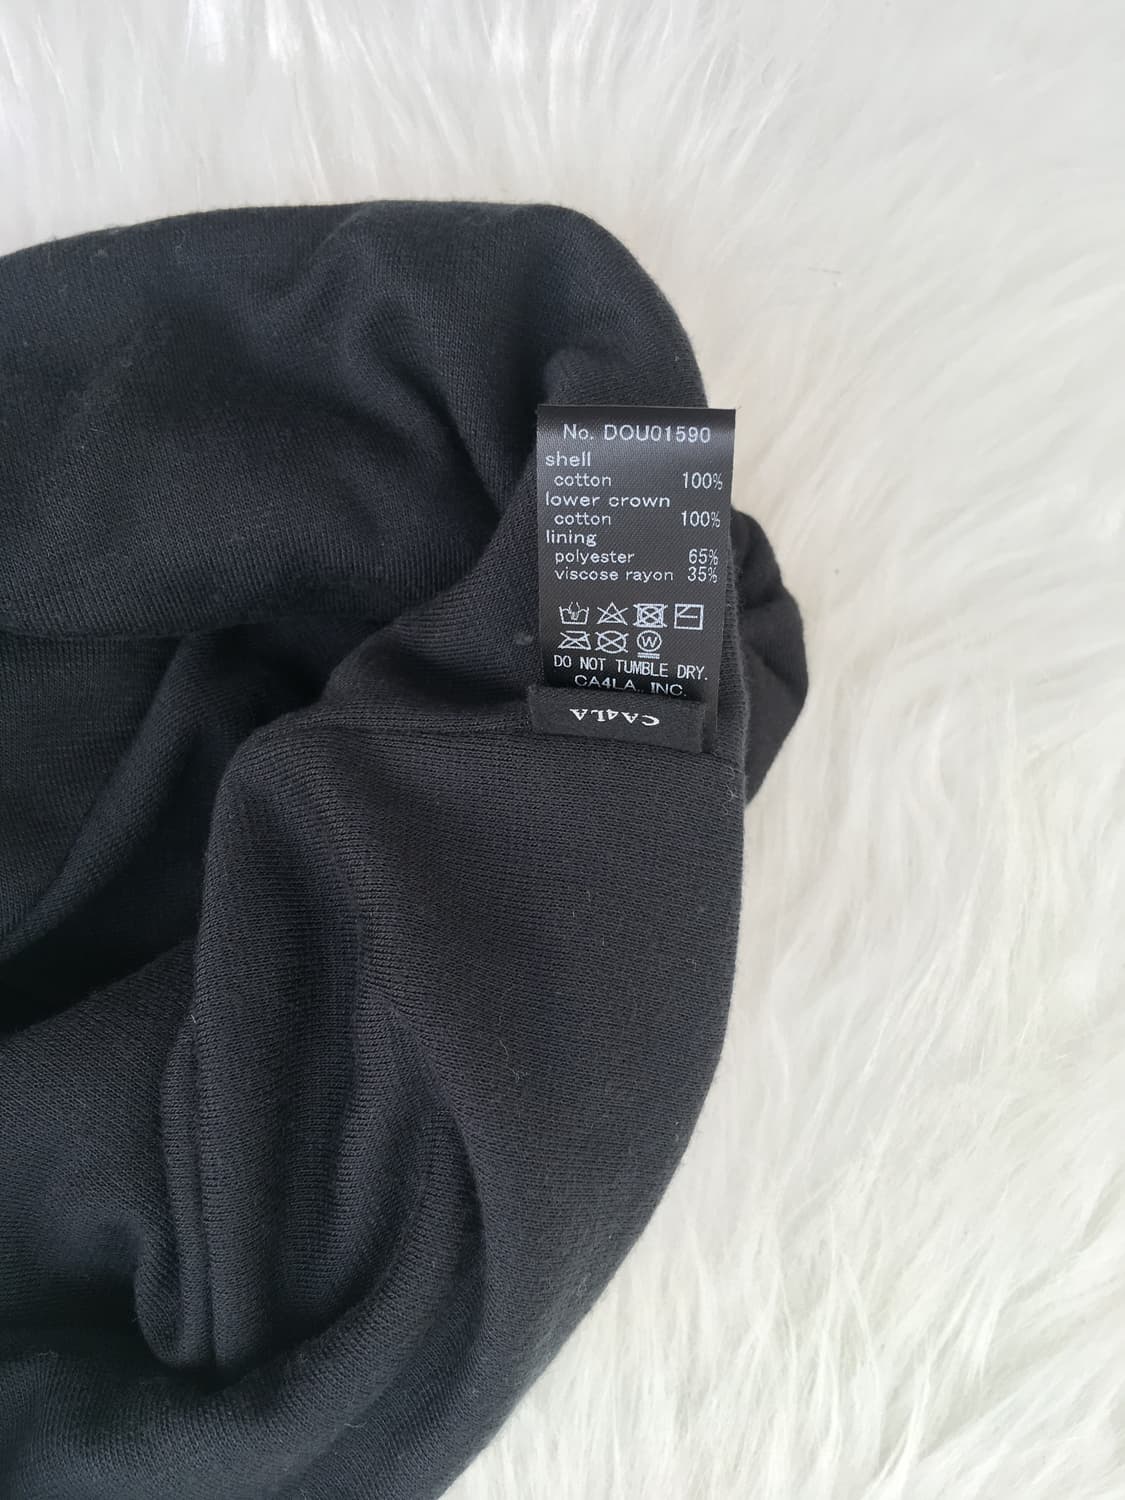 No. DOU01590
shell
cotton 100%
lower crown
cotton 100%
lining
polyester 65%
viscose rayon 35%
W
DO NOT TUMBLE DRY.
CA4LA., INC.
CA4LA